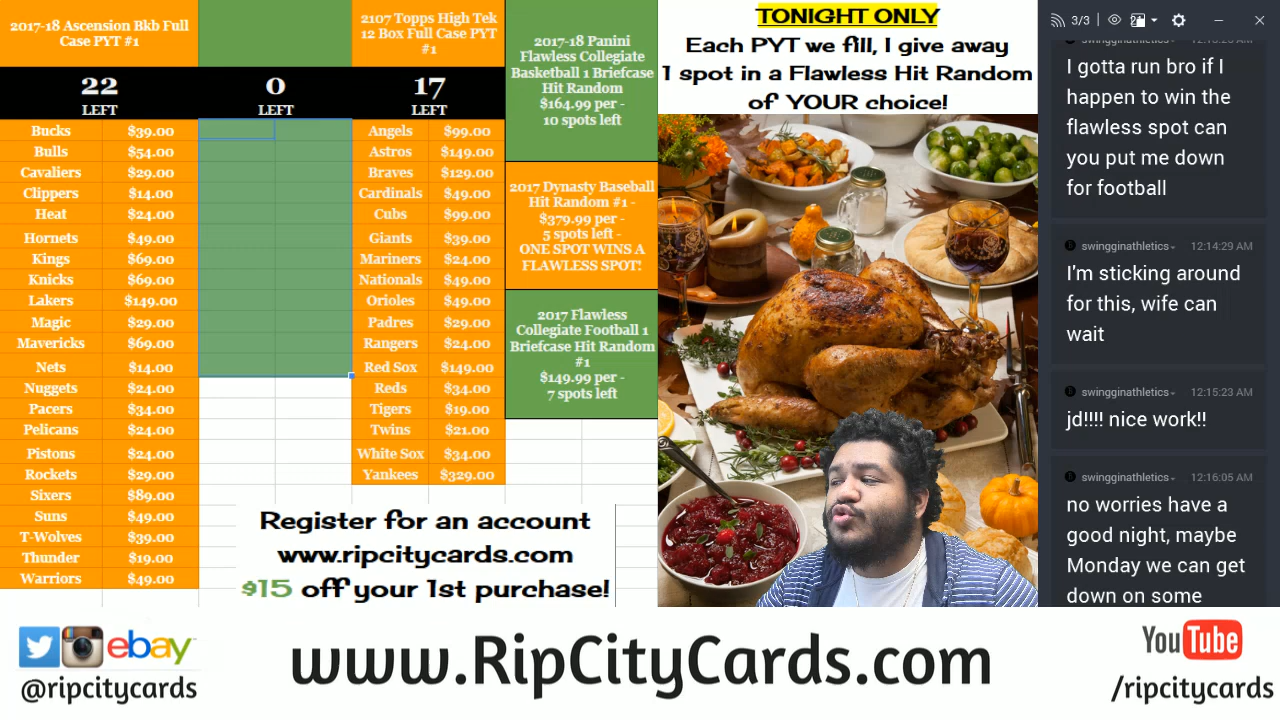 2017-18 Ascension Bkb Full
Case PYT #1
22
LEFT
Bucks $39.00
Bulls $54.00
Cavaliers $29.00
Clippers $14.00
Heat $24.00
Hornets $49.00
Kings $69.00
Knicks $69.00
Lakers $149.00
Magic $29.00
Mavericks $69.00
Nets $14.00
Nuggets $24.00
Pacers $34.00
Pelicans $24.00
Pistons $24.00
Rockets $29.00
Sixers $89.00
Suns $49.00
T-Wolves $39.00
Thunder $19.00
Warriors $49.00
0
LEFT
2107 Topps High Tek
12 Box Full Case PYT
#1
17
LEFT
Angels $99.00
Astros $149.00
Braves $129.00
Cardinals $49.00
Cubs $99.00
Giants $39.00
Mariners $24.00
Nationals $49.00
Orioles $49.00
Padres $29.00
Rangers $24.00
Red Sox $149.00
Reds $34.00
Tigers $19.00
Twins $21.00
White Sox $34.00
Yankees $329.00
2017-18 Panini
Flawless Collegiate
Basketball 1 Briefcase
Hit Random
$164.99 per -
10 spots left
2017 Dynasty Baseball
Hit Random #1 -
$379.99 per -
5 spots left -
ONE SPOT WINS A
FLAWLESS SPOT!
2017 Flawless
Collegiate Football 1
Briefcase Hit Random
#1
$149.99 per -
7 spots left
Register for an account
www.ripcitycards.com
$15 off your 1st purchase!
TONIGHT ONLY
Each PYT we fill, I give away
1 spot in a Flawless Hit Random
of YOUR choice!
3/3
swingginathletics 12:13:23 AM
I gotta run bro if I
happen to win the
flawless spot can
you put me down
for football
swingginathletics 12:14:29 AM
I'm sticking around
for this, wife can
wait
swingginathletics 12:15:23 AM
jd!!!! nice work!!
swingginathletics 12:16:05 AM
no worries have a
good night, maybe
Monday we can get
down on some
ebay
@ripcitycards
www.RipCityCards.com
YouTube
/ripcitycards